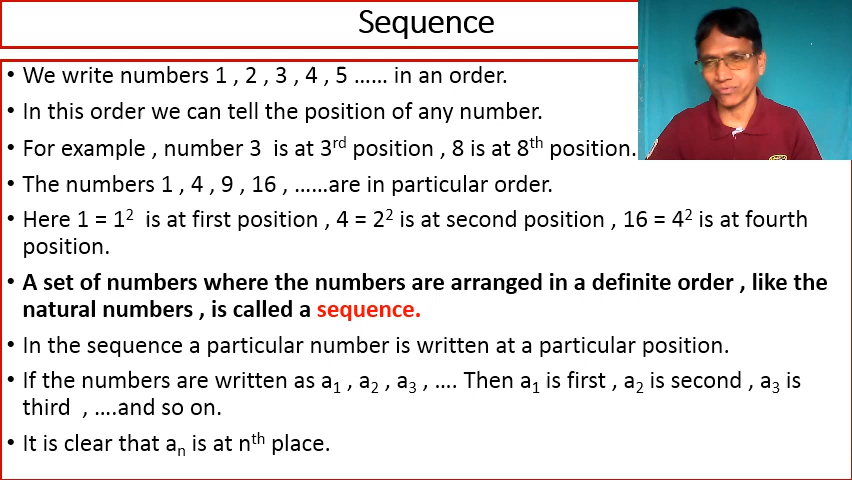 Sequence
• We write numbers 1 , 2 , 3 , 4 , 5 …… in an order.
• In this order we can tell the position of any number.
• For example , number 3 is at 3rd position , 8 is at 8th position.
• The numbers 1 , 4 , 9 , 16 , ……are in particular order.
• Here 1 = 1² is at first position , 4 = 2² is at second position , 16 = 4² is at fourth
position.
• A set of numbers where the numbers are arranged in a definite order , like the
natural numbers , is called a sequence.
• In the sequence a particular number is written at a particular position.
• If the numbers are written as a₁ , a₂ , a₃ , …. Then a₁ is first , a₂ is second , a₃ is
third , ….and so on.
• It is clear that aₙ is at nth place.